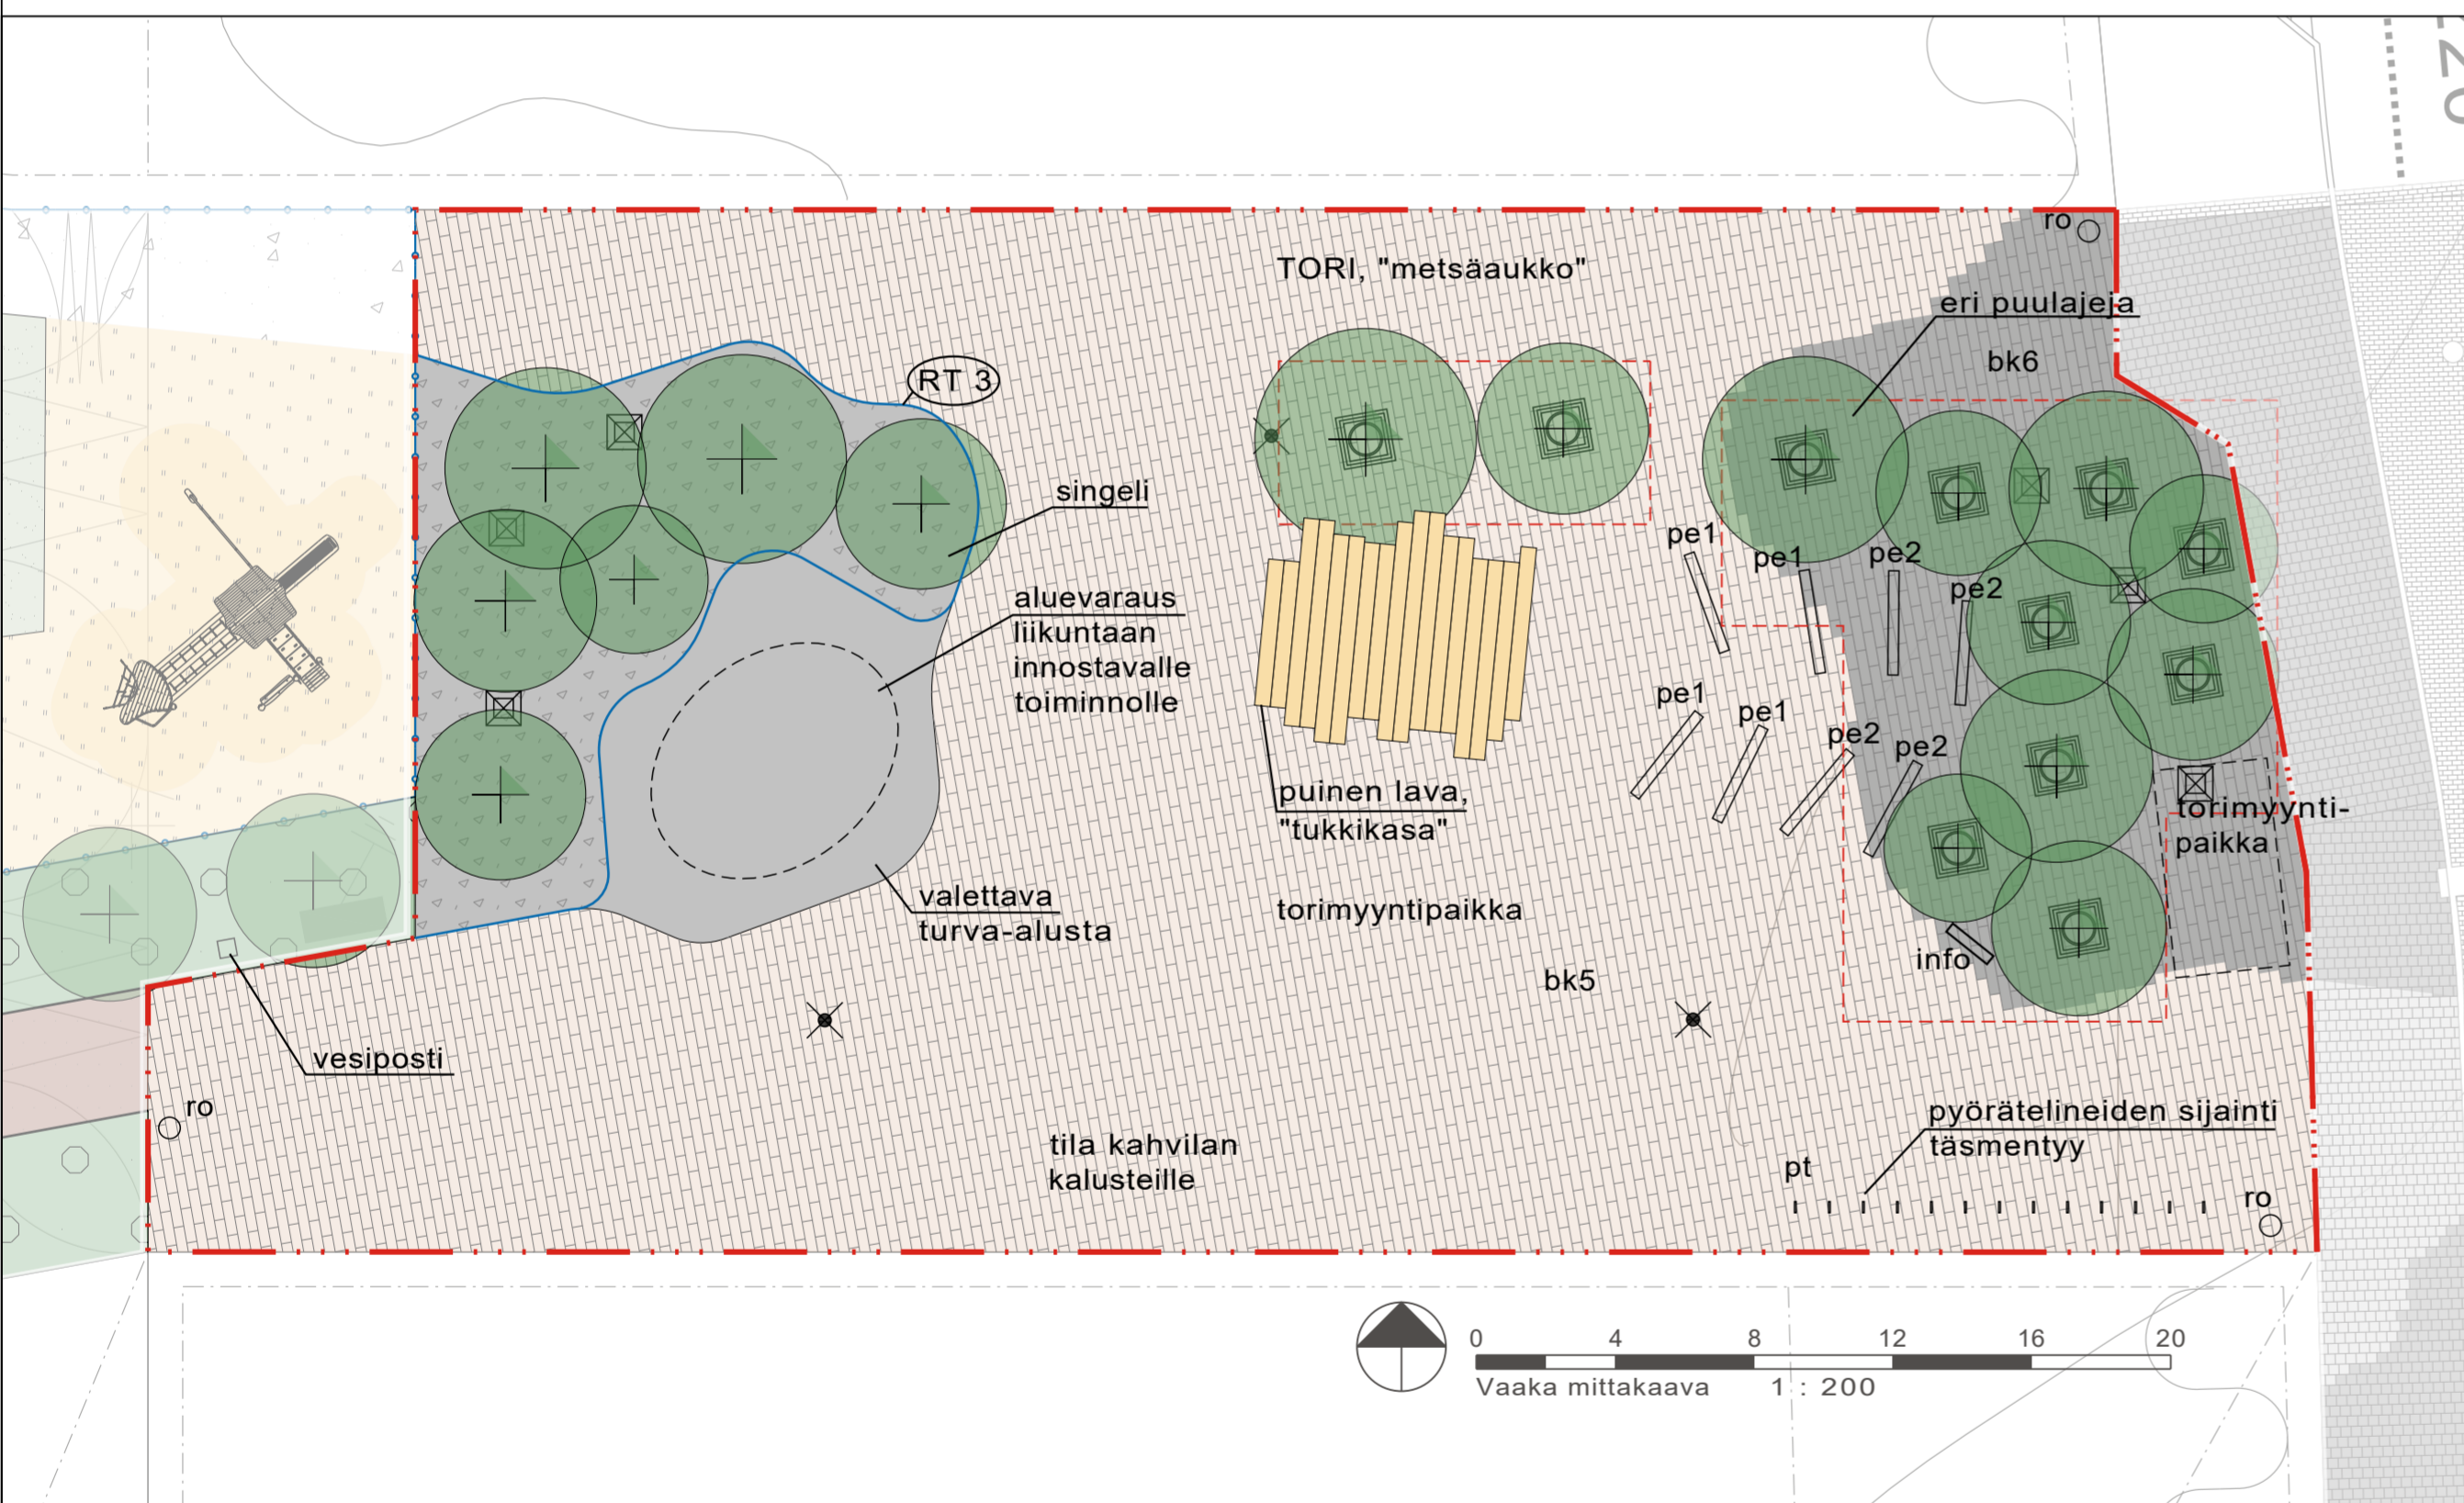 20
ro
TORI, "metsäaukko"
eri puulajeja
bk6
RT 3
singeli
pe1
pe1
pe2
pe2
aluevaraus
liikuntaan
innostavalle
toiminnolle
pe1
pe1
pe2
pe2
puinen lava,
"tukkikasa"
torimyynti-
paikka
valettava
turva-alusta
torimyyntipaikka
info
bk5
vesiposti
ro
tila kahvilan
kalusteille
pyörätelineiden sijainti
täsmentyy
pt
ro
0 4 8 12 16 20
Vaaka mittakaava 1 : 200